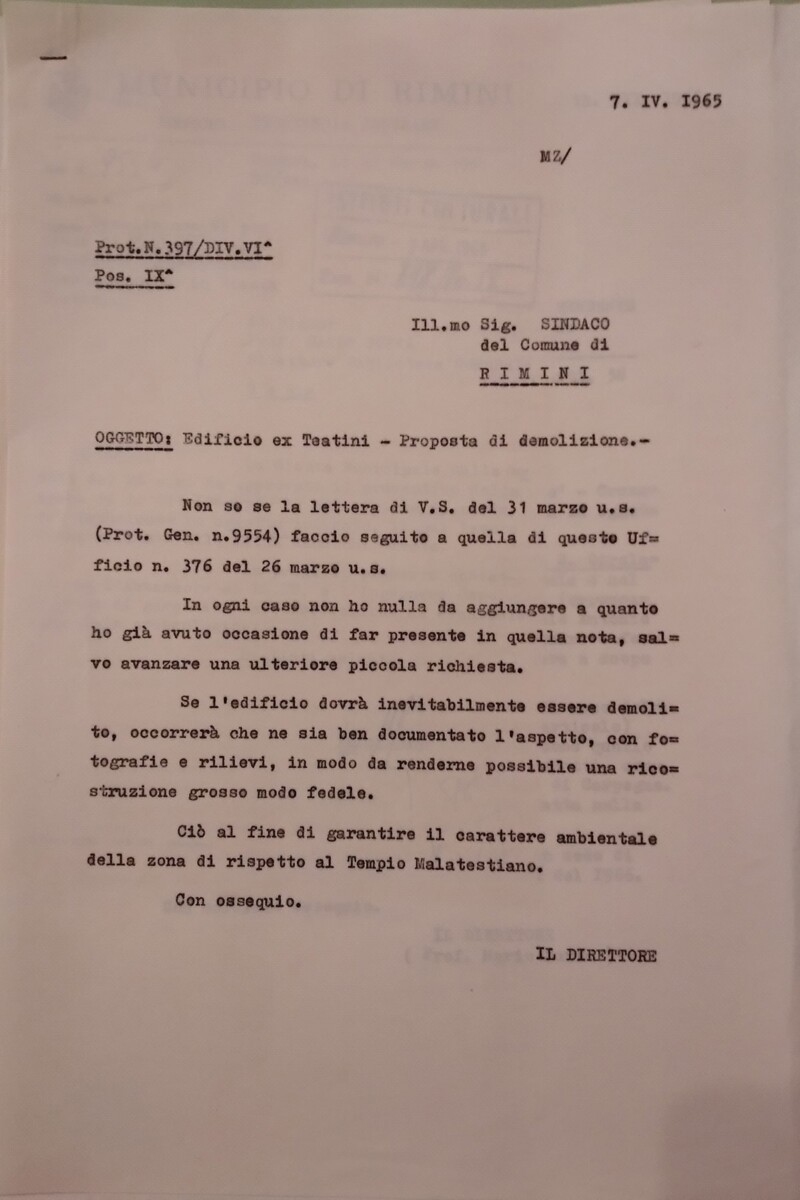 7. IV. 1965
MZ/
Prot.N.397/DIV.VI^
Pos. IX^
Ill.mo Sig. SINDACO
del Comune di
R I M I N I
OGGETTO: Edificio ex Teatini - Proposta di demolizione.-
Non so se la lettera di V.S. del 31 marzo u.s.
(Prot. Gen. n.9554) faccio seguito a quella di questo Uf=
ficio n. 376 del 26 marzo u.s.
In ogni caso non ho nulla da aggiungere a quanto
ho già avuto occasione di far presente in quella nota, sal=
vo avanzare una ulteriore piccola richiesta.
Se l'edificio dovrà inevitabilmente essere demoli=
to, occorrerà che ne sia ben documentato l'aspetto, con fo=
tografie e rilievi, in modo da renderne possibile una rico=
struzione grosso modo fedele.
Ciò al fine di garantire il carattere ambientale
della zona di rispetto al Tempio Malatestiano.
Con ossequio.
IL DIRETTORE
MUNICIPIO DI RIMINI